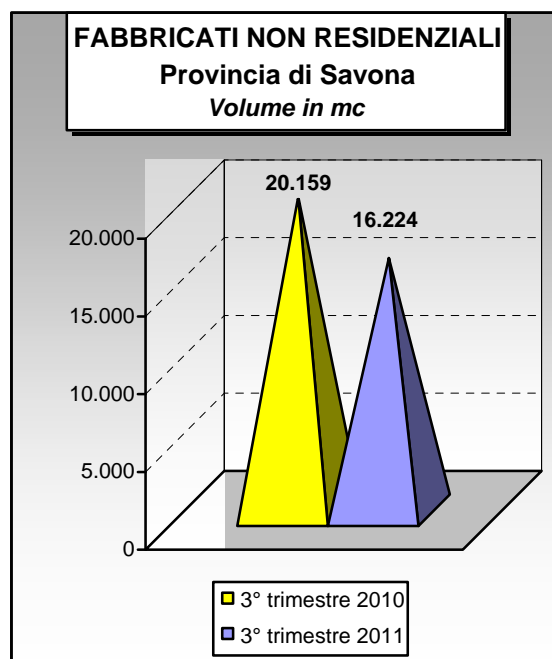 FABBRICATI NON RESIDENZIALI
Provincia di Savona
Volume in mc
20.159
16.224
20.000
15.000
10.000
5.000
0
3° trimestre 2010
3° trimestre 2011